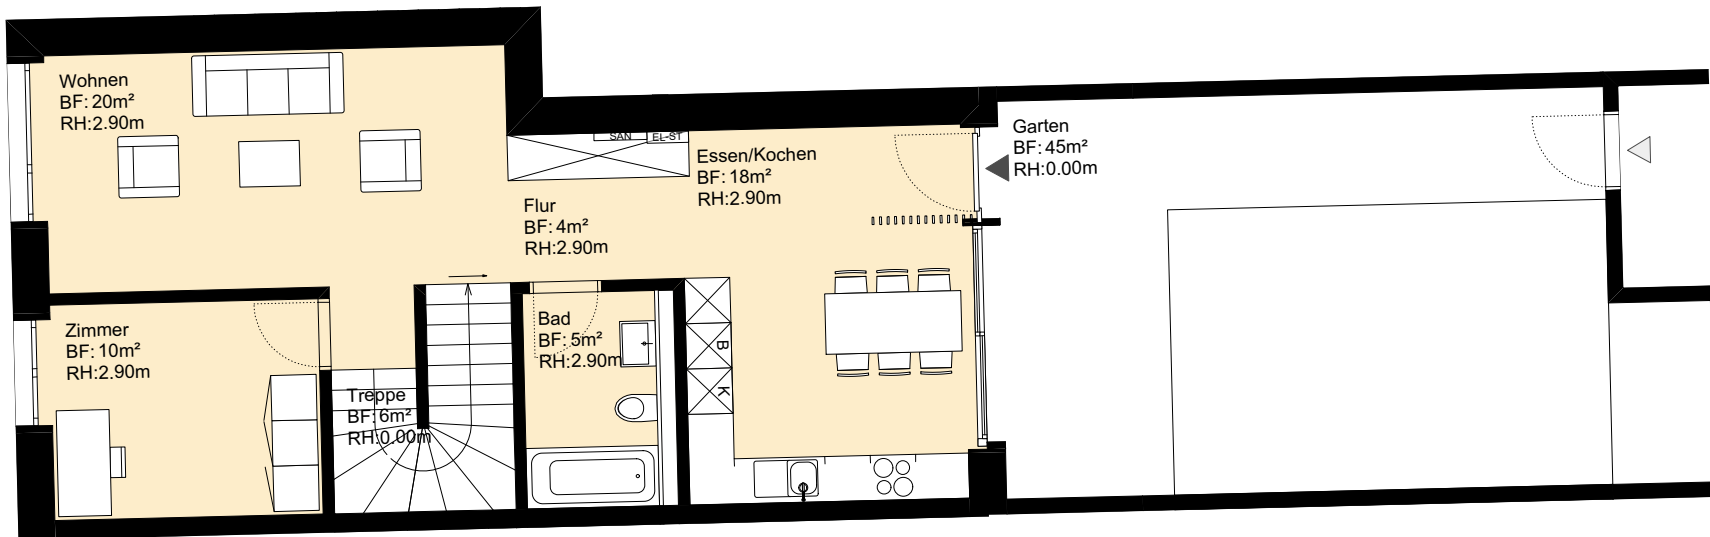 Wohnen
BF: 20m²
RH:2.90m
SAN
EL-ST
Essen/Kochen
BF: 18m²
RH:2.90m
Garten
BF: 45m²
RH:0.00m
Flur
BF: 4m²
RH:2.90m
Zimmer
BF: 10m²
RH:2.90m
Treppe
BF: 6m²
RH:0.00m
Bad
BF: 5m²
RH:2.90m
B
K